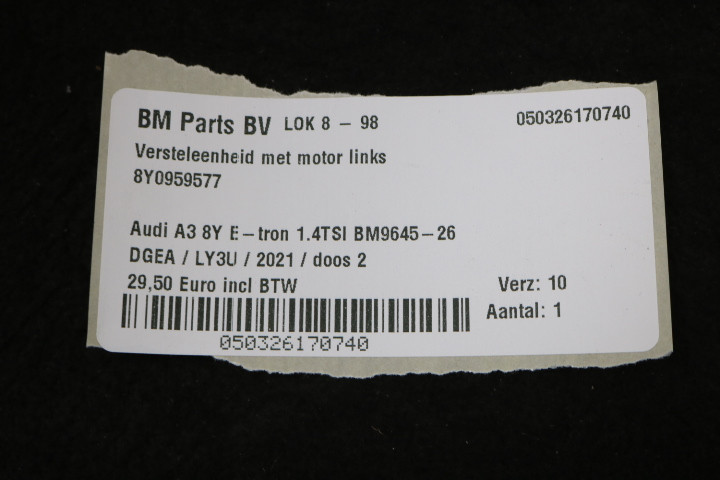 BM Parts BV LOK 8 - 98 050326170740
Versteleenheid met motor links
8Y0959577
Audi A3 8Y E-tron 1.4TSI BM9645-26
DGEA / LY3U / 2021 / doos 2
29,50 Euro incl BTW Verz: 10
Aantal: 1
050326170740